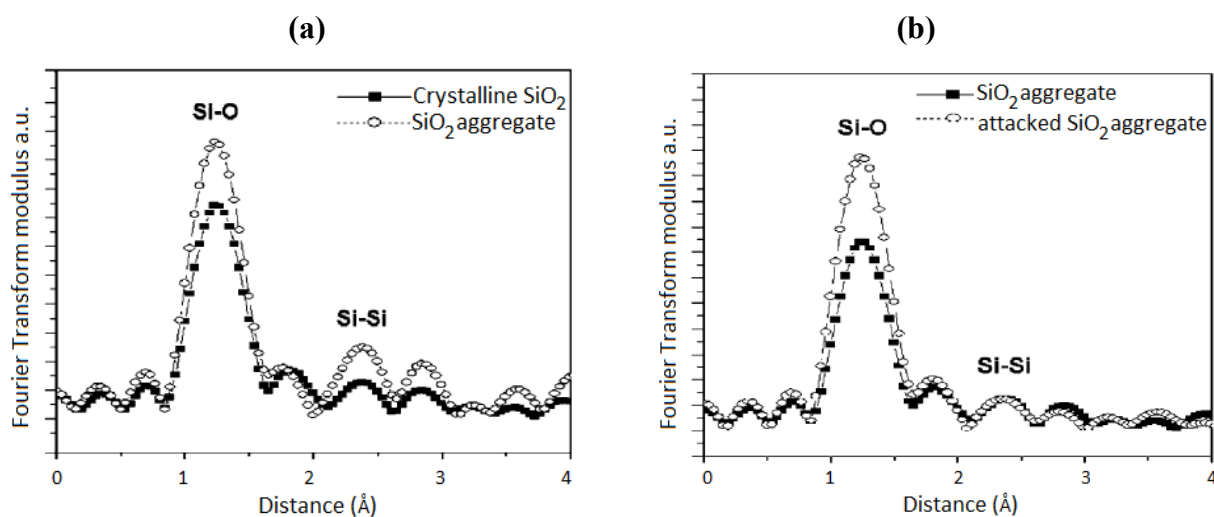 (a)
Crystalline SiO₂
SiO₂ aggregate
Si-O
Si-Si
Fourier Transform modulus a.u.
0 1 2 3 4
Distance (Å)
(b)
SiO₂ aggregate
attacked SiO₂ aggregate
Si-O
Si-Si
Fourier Transform modulus a.u.
0 1 2 3 4
Distance (Å)